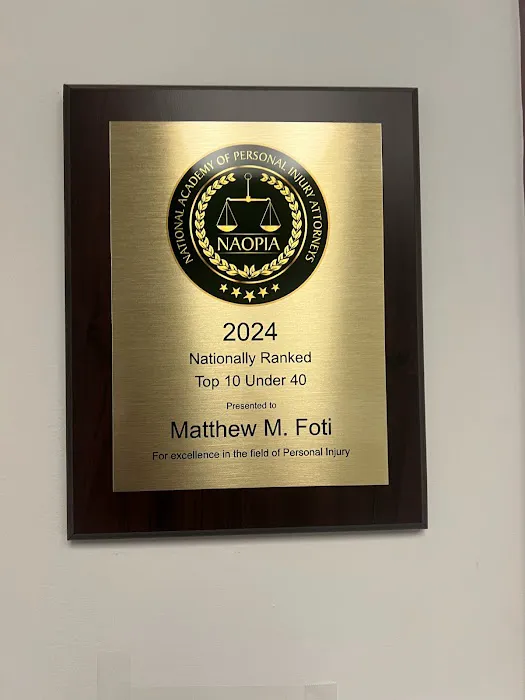 NATIONAL ACADEMY OF PERSONAL INJURY ATTORNEYS
NAOPIA
2024
Nationally Ranked
Top 10 Under 40
Presented to
Matthew M. Foti
For excellence in the field of Personal Injury